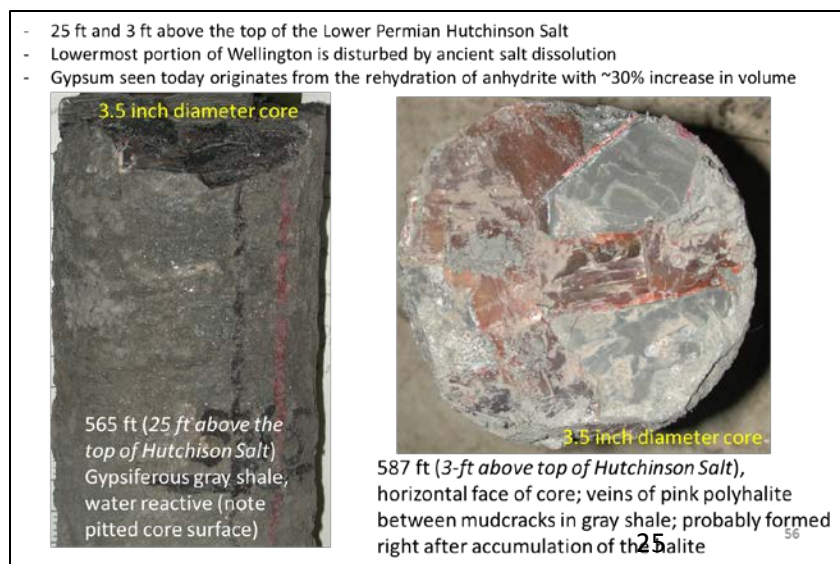 - 25 ft and 3 ft above the top of the Lower Permian Hutchinson Salt
- Lowermost portion of Wellington is disturbed by ancient salt dissolution
- Gypsum seen today originates from the rehydration of anhydrite with ~30% increase in volume
3.5 inch diameter core
565 ft (25 ft above the
top of Hutchison Salt)
Gypsiferous gray shale,
water reactive (note
pitted core surface)
3.5 inch diameter core
587 ft (3-ft above top of Hutchinson Salt),
horizontal face of core; veins of pink polyhalite
between mudcracks in gray shale; probably formed
right after accumulation of the halite
25
56